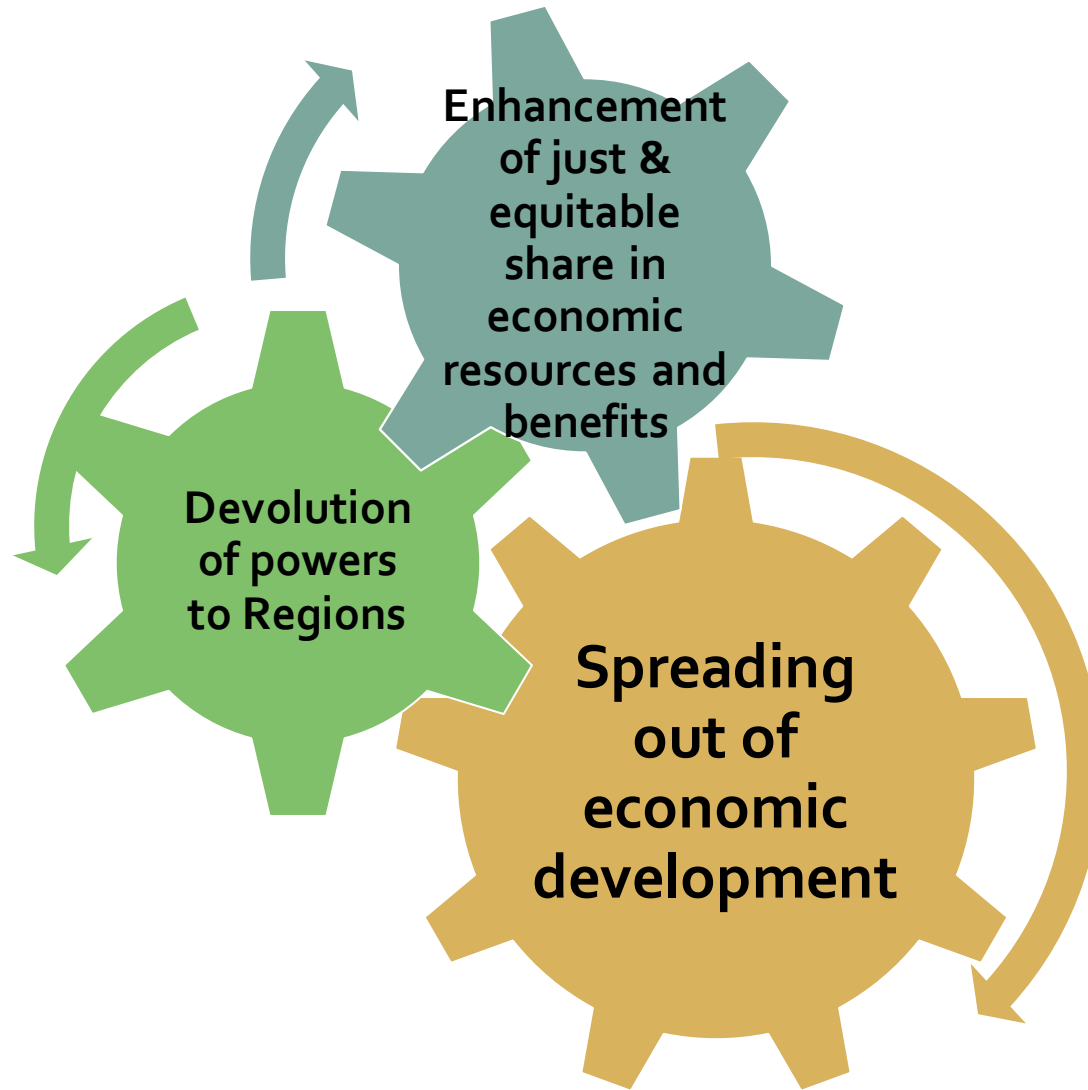 Enhancement
of just &
equitable
share in
economic
resources and
benefits
Devolution
of powers
to Regions
Spreading
out of
economic
development